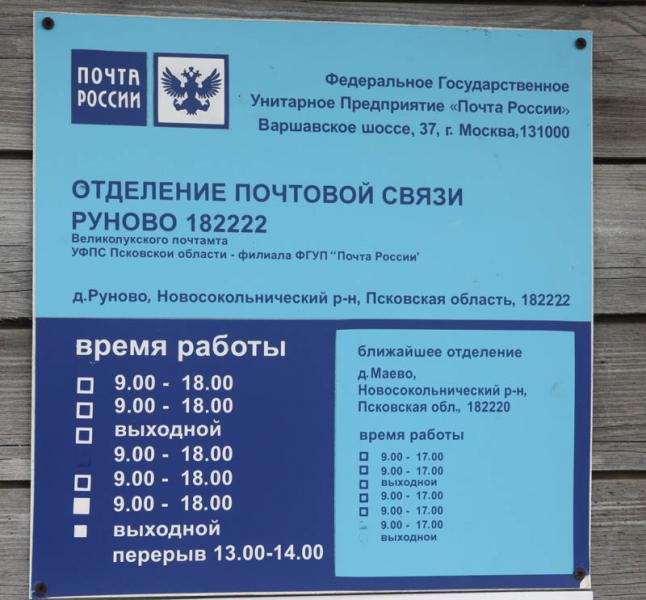 ПОЧТА
РОССИИ
Федеральное Государственное
Унитарное Предприятие «Почта России»
Варшавское шоссе, 37, г. Москва,131000
ОТДЕЛЕНИЕ ПОЧТОВОЙ СВЯЗИ
РУНОВО 182222
Великолукского почтамта
УФПС Псковской области - филиала ФГУП "Почта России"
д.Руново, Новосокольнический р-н, Псковская область, 182222
время работы
9.00 - 18.00
9.00 - 18.00
выходной
9.00 - 18.00
9.00 - 18.00
9.00 - 18.00
выходной
перерыв 13.00-14.00
ближайшее отделение
д.Маево,
Новосокольнический р-н,
Псковская обл., 182220
время работы
9.00 - 17.00
9.00 - 17.00
выходной
9.00 - 17.00
9.00 - 17.00
9.00 - 17.00
выходной